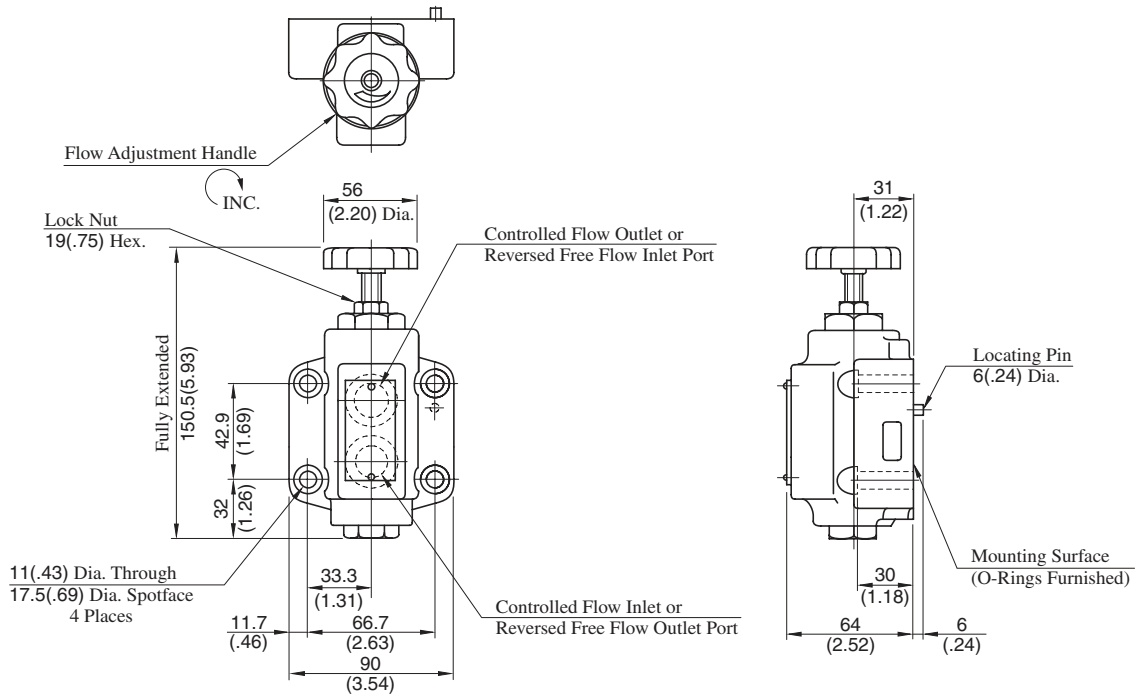 Flow Adjustment Handle
INC.
56
(2.20) Dia.
Lock Nut
19(.75) Hex.
Controlled Flow Outlet or
Reversed Free Flow Inlet Port
Fully Extended
150.5(5.93)
42.9
(1.69)
32
(1.26)
11(.43) Dia. Through
17.5(.69) Dia. Spotface
4 Places
33.3
(1.31)
11.7
(.46)
66.7
(2.63)
90
(3.54)
Controlled Flow Inlet or
Reversed Free Flow Outlet Port
31
(1.22)
Locating Pin
6(.24) Dia.
Mounting Surface
(O-Rings Furnished)
30
(1.18)
64
(2.52)
6
(.24)